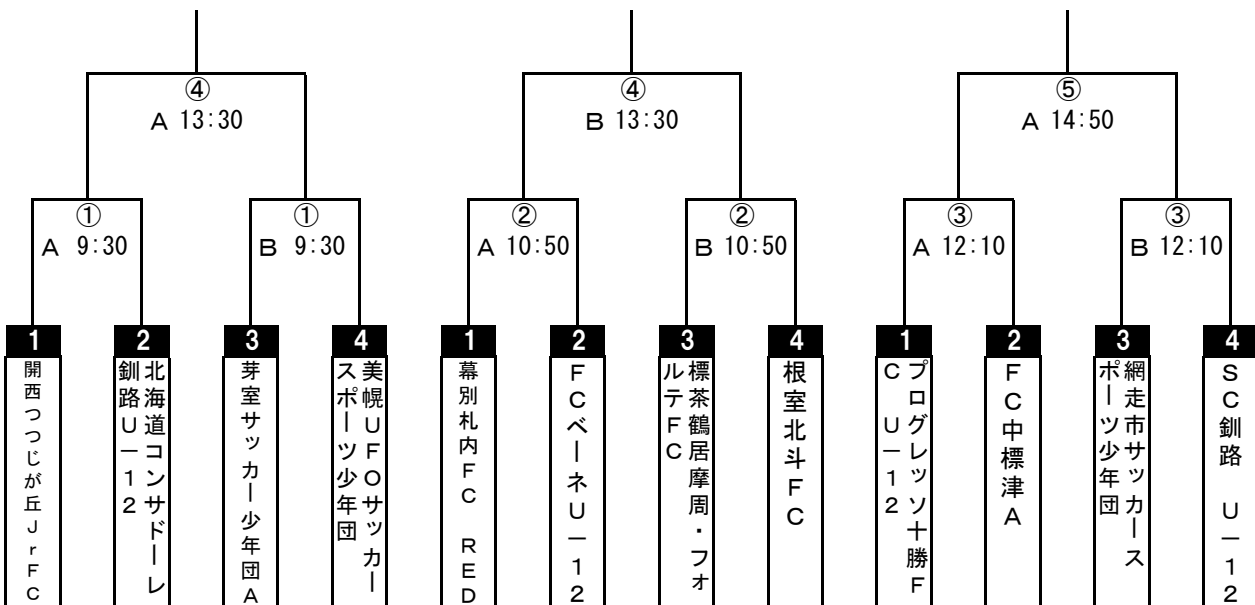 ④
A 13:30
④
B 13:30
⑤
A 14:50
①
A 9:30
①
B 9:30
②
A 10:50
②
B 10:50
③
A 12:10
③
B 12:10
1
2
3
4
1
2
3
4
1
2
3
4
開西つつじが丘JrFC
北海道コンサドーレ
釧路U-12
芽室サッカー少年団A
美幌UFOサッカー
スポーツ少年団
幕別札内FC RED
FCベーネU-12
標茶鶴居摩周・フォ
ルテFC
根室北斗FC
プログレッソ十勝F
C U-12
FC中標津A
網走市サッカース
ポーツ少年団
SC釧路 U-12